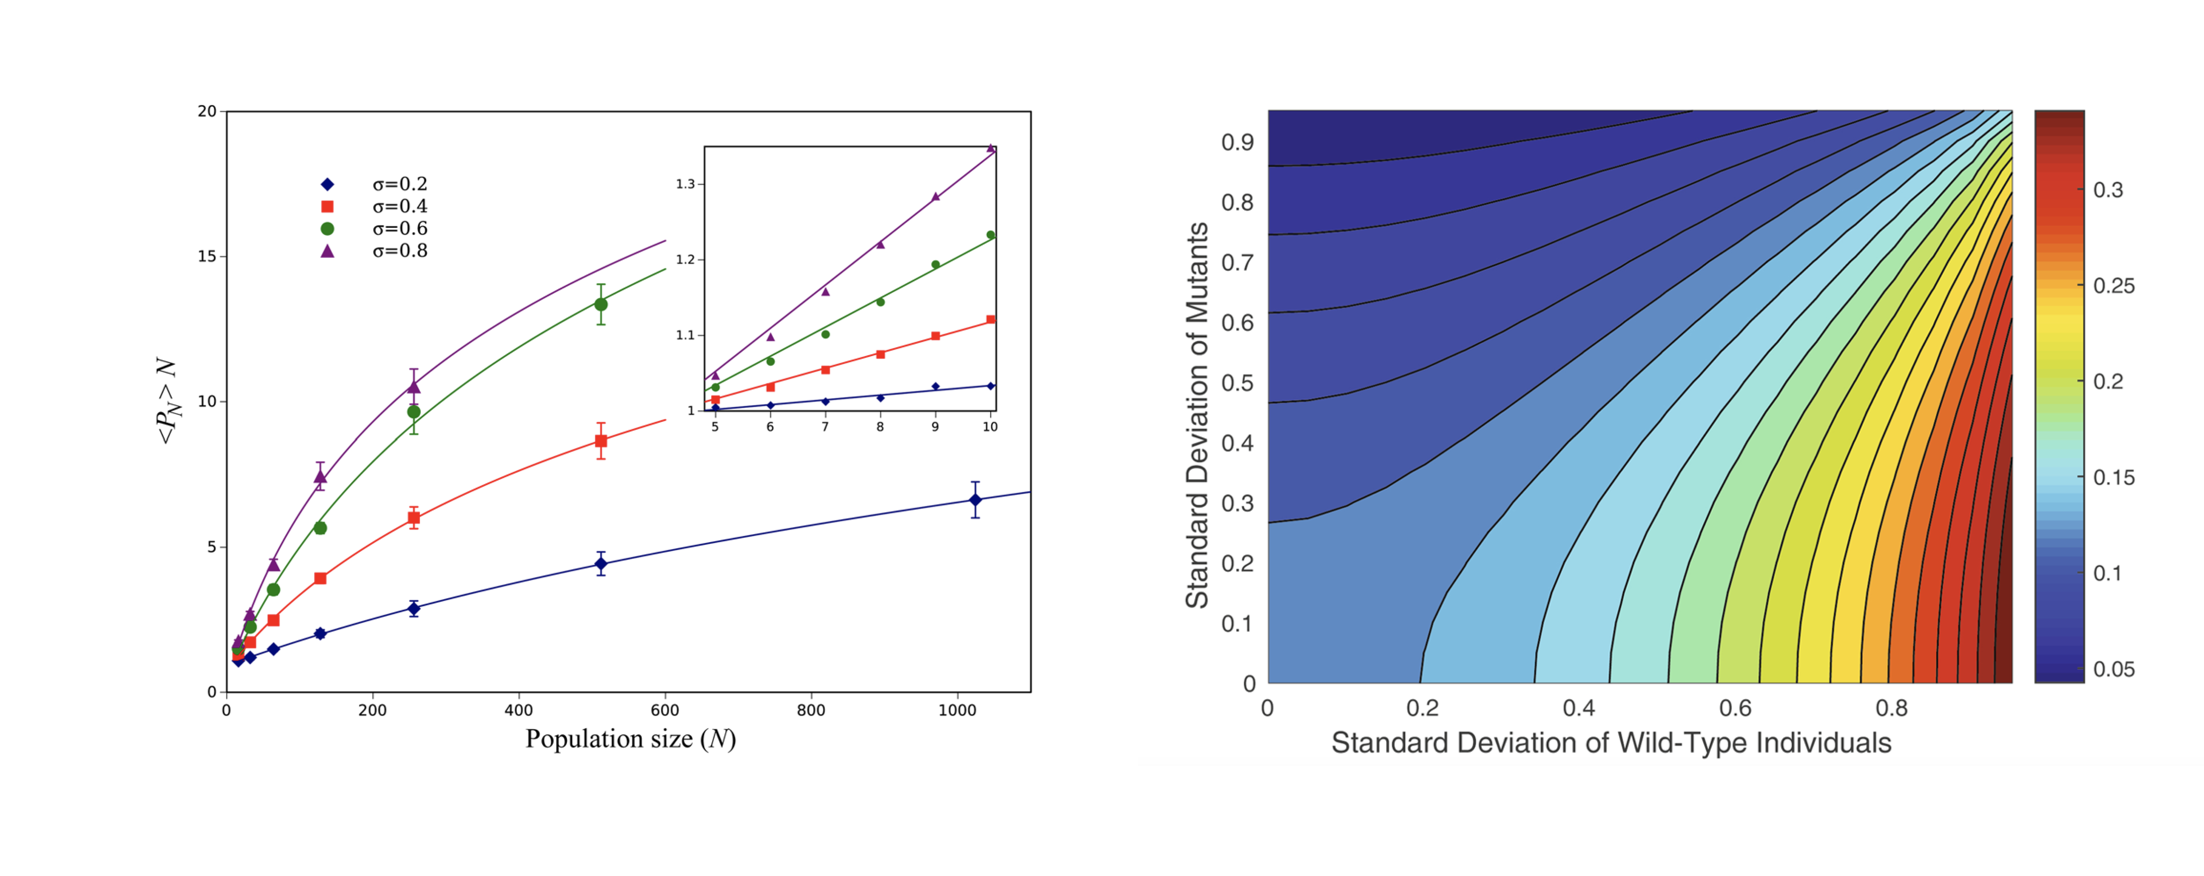 20
15
10
5
0
<P_N> N
σ=0.2
σ=0.4
σ=0.6
σ=0.8
1.3
1.2
1.1
1
5 6 7 8 9 10
0 200 400 600 800 1000
Population size (N)
Standard Deviation of Mutants
0.9
0.8
0.7
0.6
0.5
0.4
0.3
0.2
0.1
0
0 0.2 0.4 0.6 0.8
Standard Deviation of Wild-Type Individuals
0.3
0.25
0.2
0.15
0.1
0.05